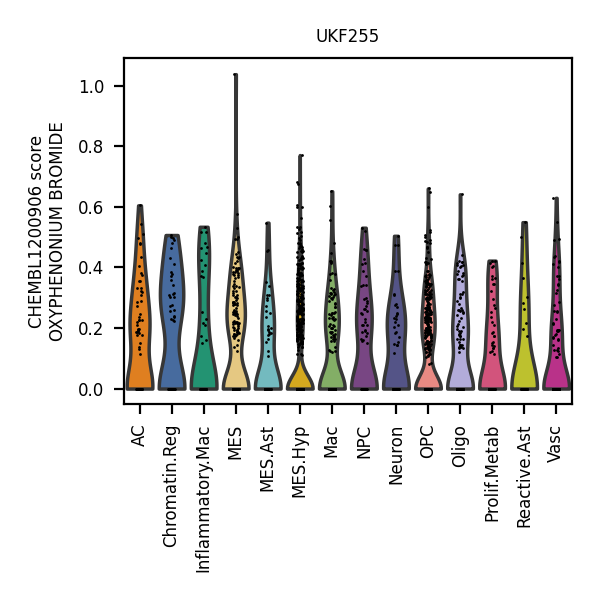 UKF255
CHEMBL1200906 score
OXYPHENONIUM BROMIDE
1.0
0.8
0.6
0.4
0.2
0.0
AC
Chromatin.Reg
Inflammatory.Mac
MES
MES.Ast
MES.Hyp
Mac
NPC
Neuron
OPC
Oligo
Prolif.Metab
Reactive.Ast
Vasc